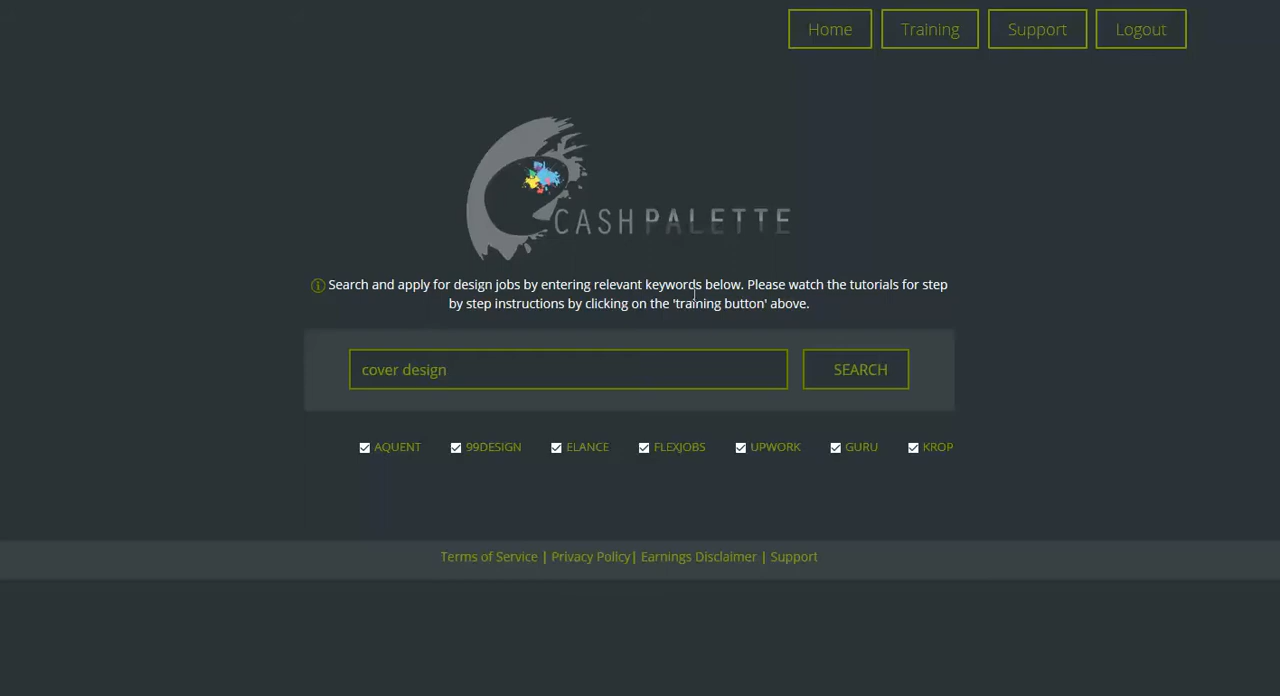 Home Training Support Logout
CASHPALETTE
Search and apply for design jobs by entering relevant keywords below. Please watch the tutorials for step
by step instructions by clicking on the 'training button' above.
cover design SEARCH
AQUENT 99DESIGN ELANCE FLEXJOBS UPWORK GURU KROP
Terms of Service | Privacy Policy| Earnings Disclaimer | Support